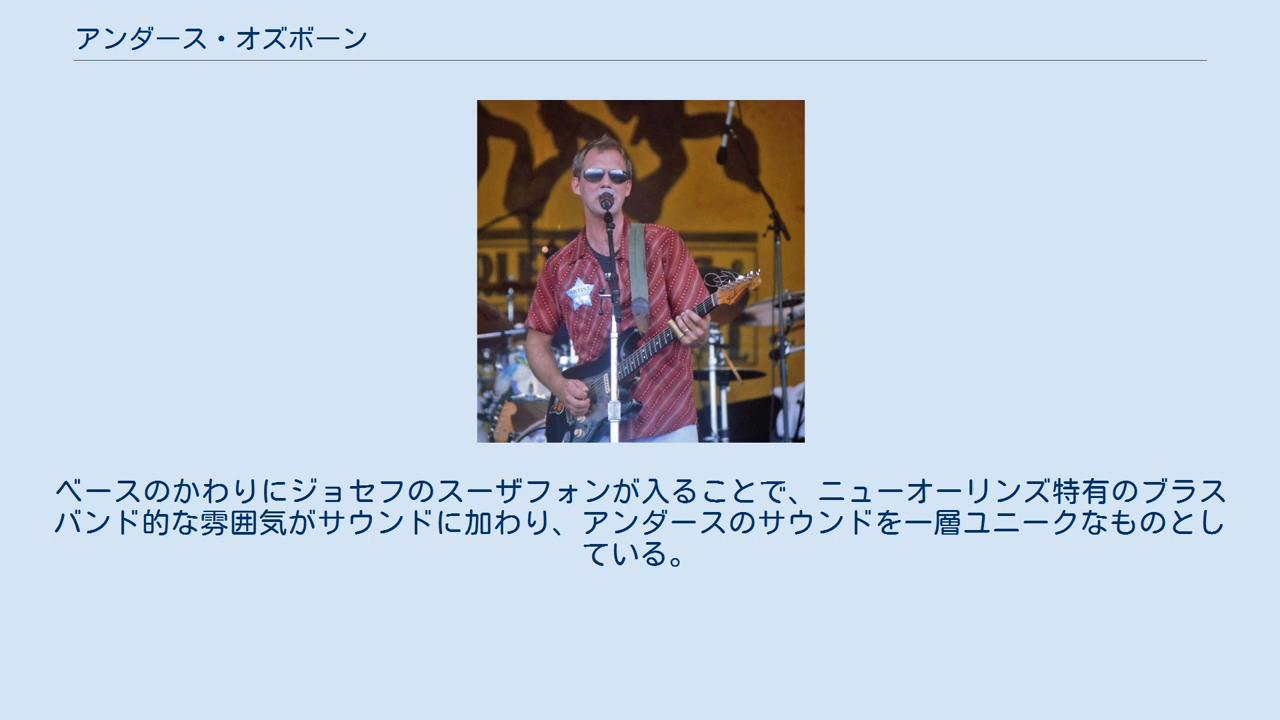 アンダース・オズボーン
ベースのかわりにジョセフのスーザフォンが入ることで、ニューオーリンズ特有のブラス
バンド的な雰囲気がサウンドに加わり、アンダースのサウンドを一層ユニークなものとし
ている。